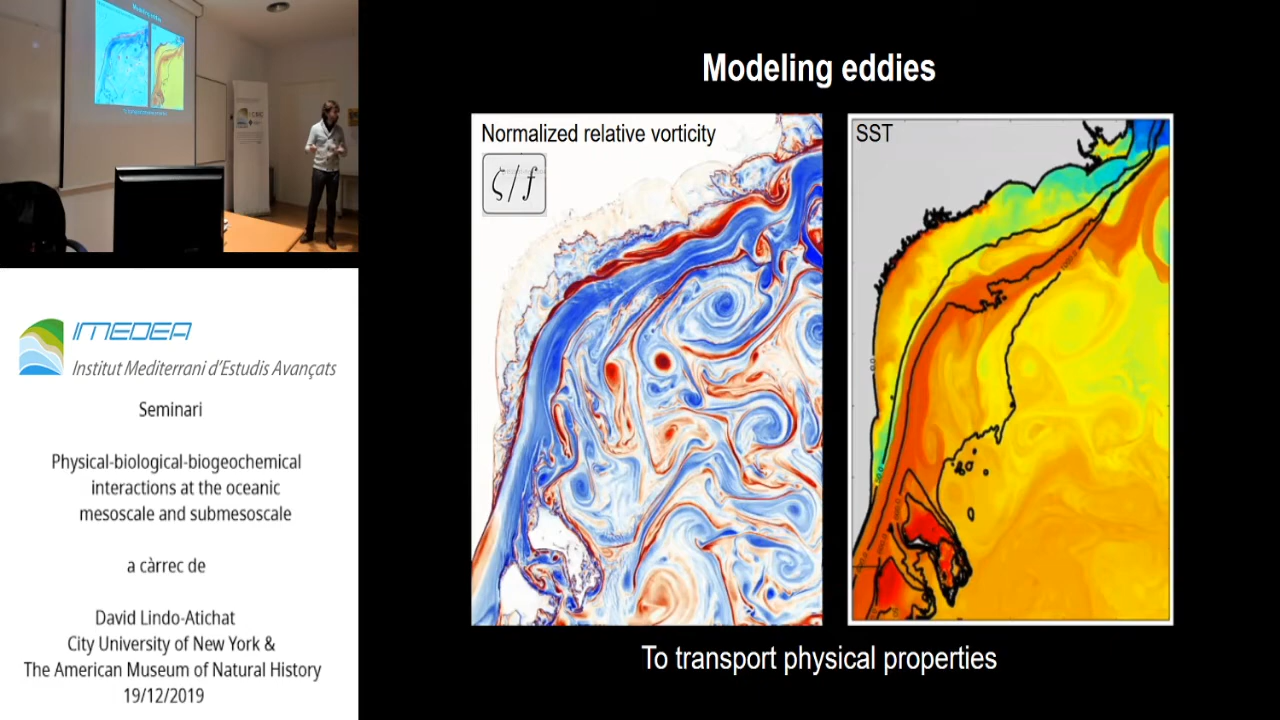 Modeling eddies
Normalized relative vorticity
ζ/f
SST
To transport physical properties
IMEDEA
Institut Mediterrani d'Estudis Avançats
Seminari
Physical-biological-biogeochemical
interactions at the oceanic
mesoscale and submesoscale
a càrrec de
David Lindo-Atichat
City University of New York &
The American Museum of Natural History
19/12/2019